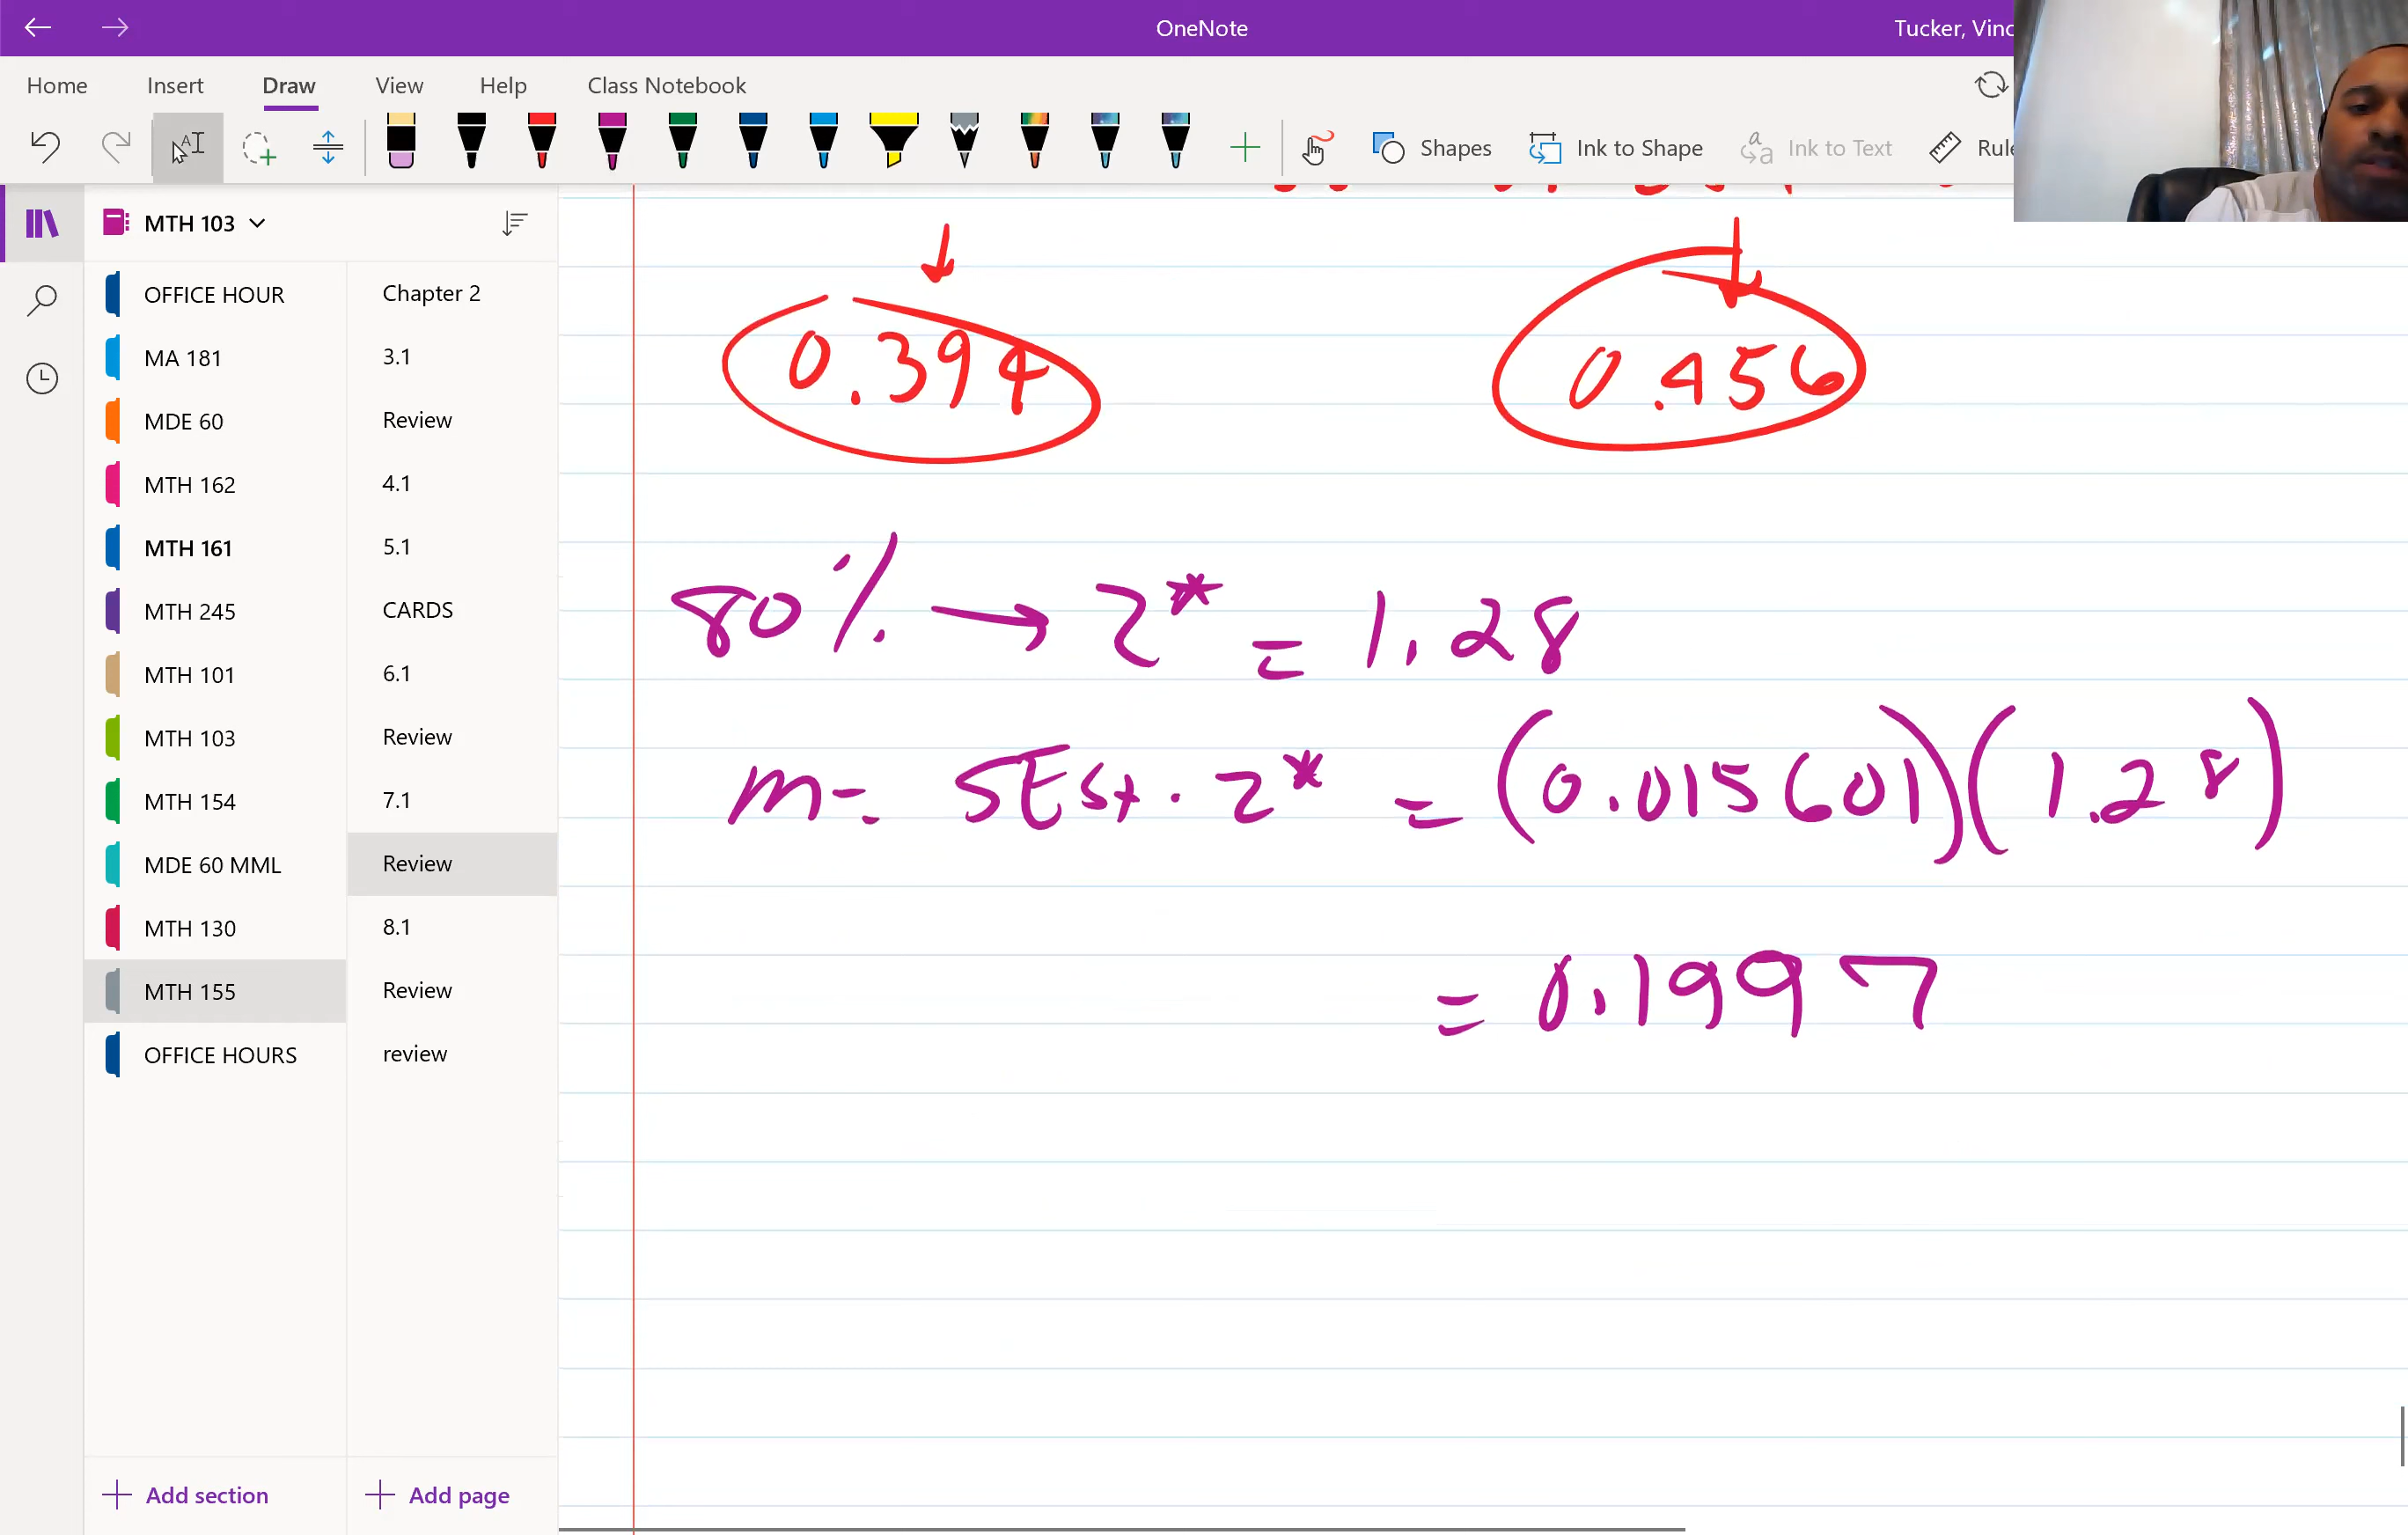 OneNote
Tucker, Vinc
Home Insert Draw View Help Class Notebook
Shapes Ink to Shape Ink to Text Rule
MTH 103
OFFICE HOUR
MA 181
MDE 60
MTH 162
MTH 161
MTH 245
MTH 101
MTH 103
MTH 154
MDE 60 MML
MTH 130
MTH 155
OFFICE HOURS
Add section
Chapter 2
3.1
Review
4.1
5.1
CARDS
6.1
Review
7.1
Review
8.1
Review
review
Add page
0.394 0.456
80% → z* = 1.28
m = SEst · z* = (0.015601)(1.28)
= 0.1997